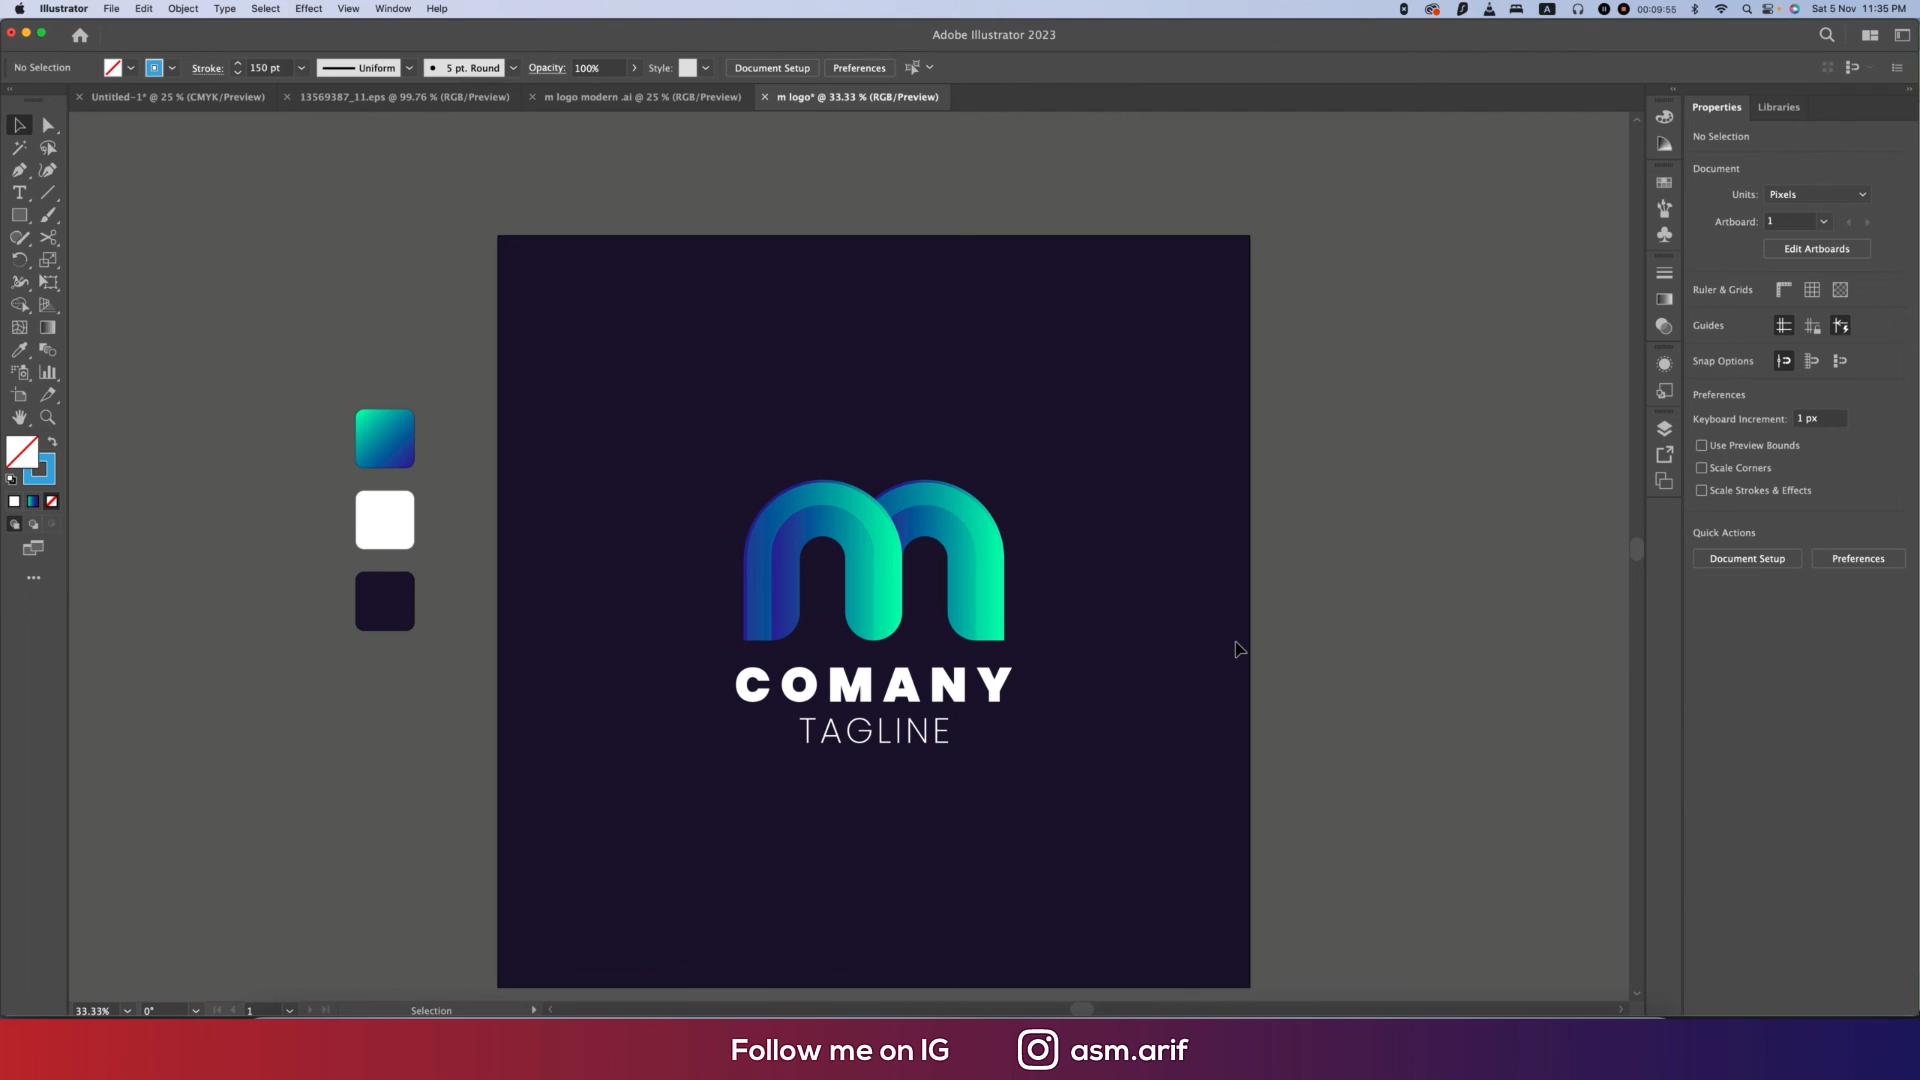 Illustrator File Edit Object Type Select Effect View Window Help
A 00:09:55 Sat 5 Nov 11:35 PM
Adobe Illustrator 2023
No Selection Stroke: 150 pt Uniform 5 pt. Round Opacity: 100% Style: Document Setup Preferences
Untitled-1* @ 25 % (CMYK/Preview) 13569387_11.eps @ 99.76 % (RGB/Preview) m logo modern .ai @ 25 % (RGB/Preview) m logo* @ 33.33 % (RGB/Preview)
Properties Libraries
No Selection
Document
Units: Pixels
Artboard: 1
Edit Artboards
Ruler & Grids
Guides
Snap Options
Preferences
Keyboard Increment: 1 px
Use Preview Bounds
Scale Corners
Scale Strokes & Effects
Quick Actions
Document Setup Preferences
m
COMANY
TAGLINE
33.33% 0° 1 Selection
Follow me on IG asm.arif